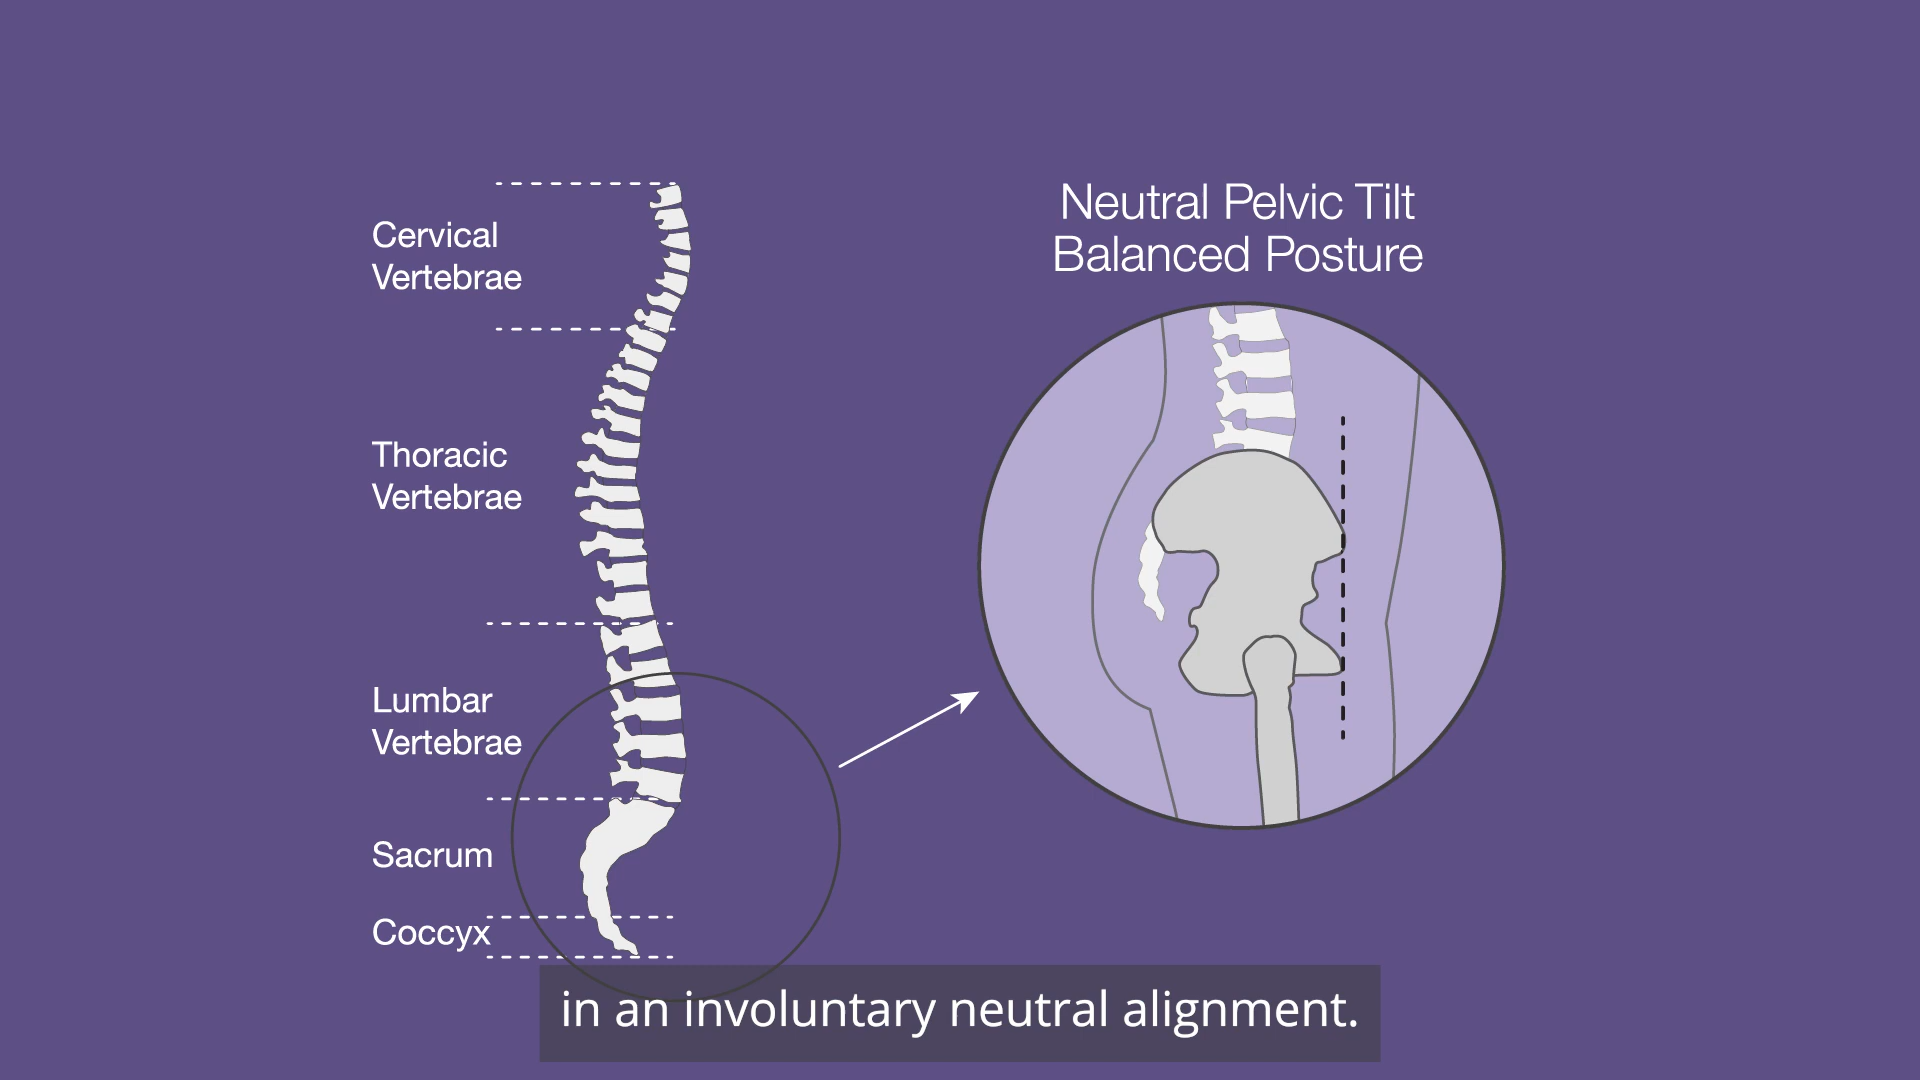 Cervical
Vertebrae
Thoracic
Vertebrae
Lumbar
Vertebrae
Sacrum
Coccyx
Neutral Pelvic Tilt
Balanced Posture
in an involuntary neutral alignment.